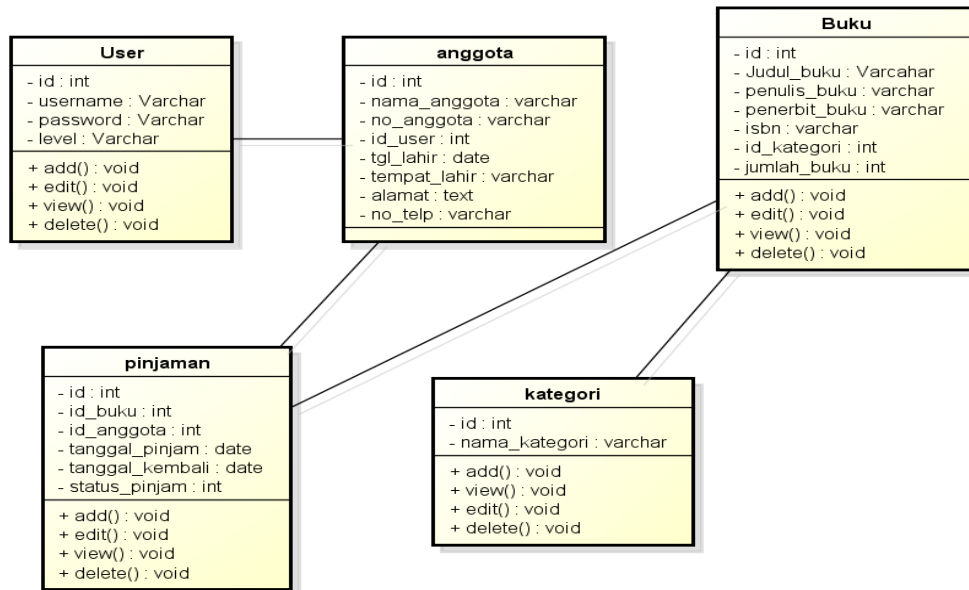 User
- id : int
- username : Varchar
- password : Varchar
- level : Varchar
+ add() : void
+ edit() : void
+ view() : void
+ delete() : void
anggota
- id : int
- nama_anggota : varchar
- no_anggota : varchar
- id_user : int
- tgl_lahir : date
- tempat_lahir : varchar
- alamat : text
- no_telp : varchar
Buku
- id : int
- Judul_buku : Varcahar
- penulis_buku : varchar
- penerbit_buku : varchar
- isbn : varchar
- id_kategori : int
- jumlah_buku : int
+ add() : void
+ edit() : void
+ view() : void
+ delete() : void
pinjaman
- id : int
- id_buku : int
- id_anggota : int
- tanggal_pinjam : date
- tanggal_kembali : date
- status_pinjam : int
+ add() : void
+ edit() : void
+ view() : void
+ delete() : void
kategori
- id : int
- nama_kategori : varchar
+ add() : void
+ view() : void
+ edit() : void
+ delete() : void